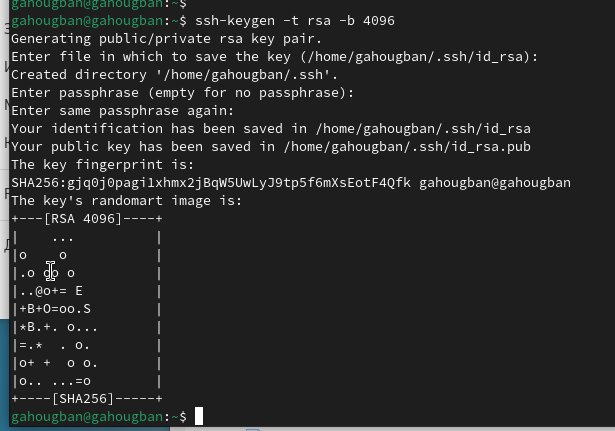 gahougban@gahougban:~$
gahougban@gahougban:~$ ssh-keygen -t rsa -b 4096
Generating public/private rsa key pair.
Enter file in which to save the key (/home/gahougban/.ssh/id_rsa):
Created directory '/home/gahougban/.ssh'.
Enter passphrase (empty for no passphrase):
Enter same passphrase again:
Your identification has been saved in /home/gahougban/.ssh/id_rsa
Your public key has been saved in /home/gahougban/.ssh/id_rsa.pub
The key fingerprint is:
SHA256:gjq0j0pagi1xhmx2jBqW5UwLyJ9tp5f6mXsEotF4Qfk gahougban@gahougban
The key's randomart image is:
+---[RSA 4096]----+
|    ...          |
|o    o           |
|.o oo o          |
|..@o+= E         |
|+B+O=oo.S        |
|*B.+. o...       |
|=.*  . o.        |
|o+ +  o o.       |
|o.. ...=o        |
+----[SHA256]-----+
gahougban@gahougban:~$